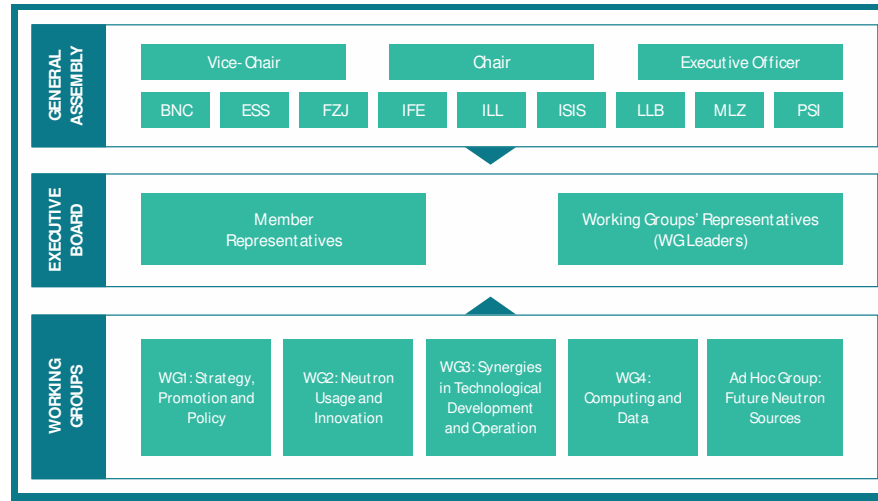 GENERAL
ASSEMBLY
Vice-Chair
Chair
Executive Officer
BNC
ESS
FZJ
IFE
ILL
ISIS
LLB
MLZ
PSI
EXECUTIVE
BOARD
Member
Representatives
Working Groups’ Representatives
(WG Leaders)
WORKING
GROUPS
WG1: Strategy,
Promotion and
Policy
WG2: Neutron
Usage and
Innovation
WG3: Synergies
in Technological
Development
and Operation
WG4:
Computing and
Data
Ad Hoc Group:
Future Neutron
Sources